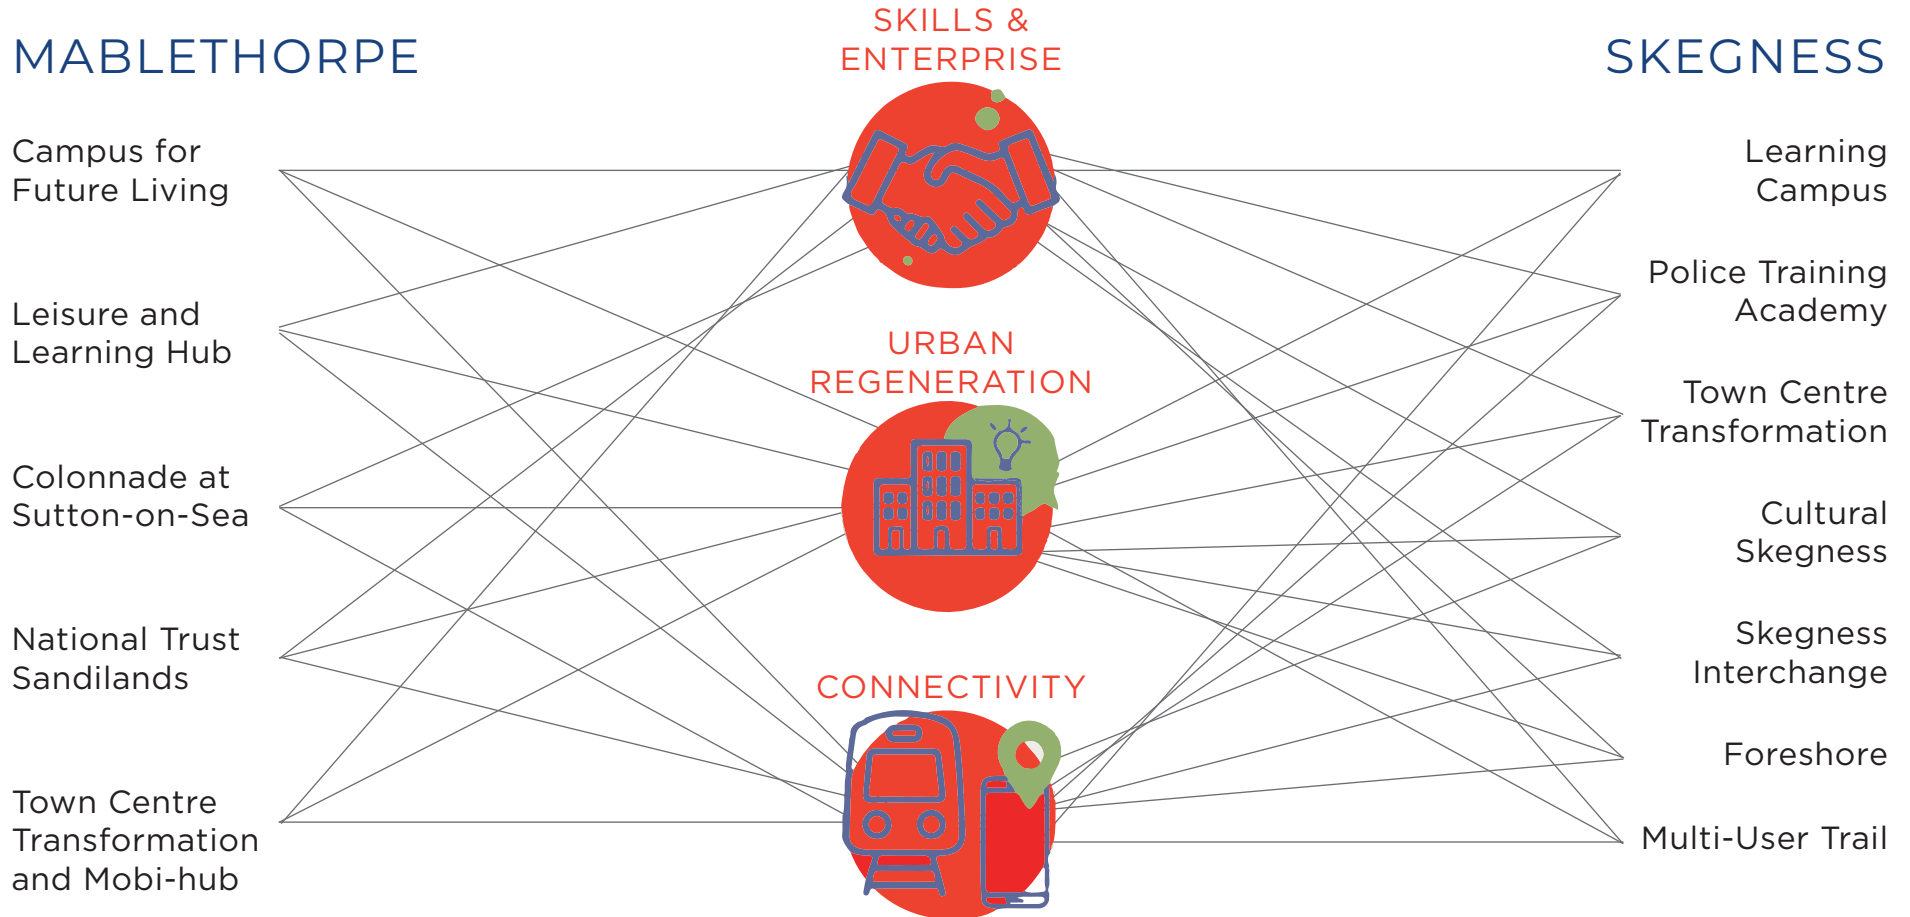 MABLETHORPE
Campus for
Future Living
Leisure and
Learning Hub
Colonnade at
Sutton-on-Sea
National Trust
Sandilands
Town Centre
Transformation
and Mobi-hub
SKILLS &
ENTERPRISE
URBAN
REGENERATION
CONNECTIVITY
SKEGNESS
Learning
Campus
Police Training
Academy
Town Centre
Transformation
Cultural
Skegness
Skegness
Interchange
Foreshore
Multi-User Trail